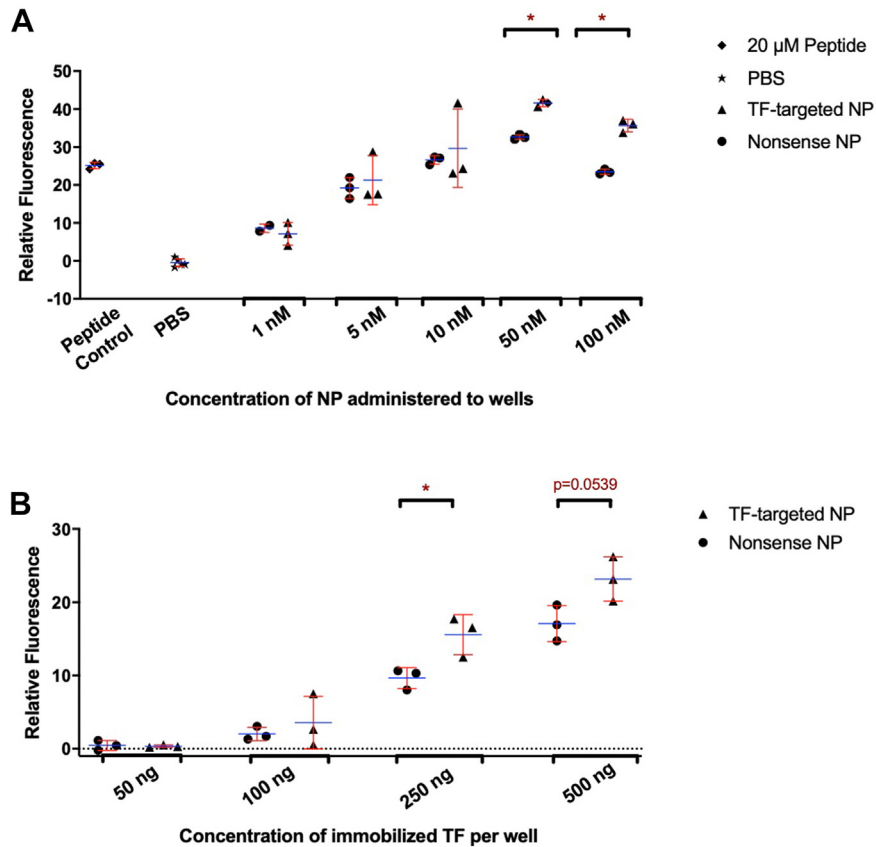 A
*
*
20 µM Peptide
PBS
TF-targeted NP
Nonsense NP
Relative Fluorescence
50
40
30
20
10
0
-10
Peptide
Control
PBS
1 nM
5 nM
10 nM
50 nM
100 nM
Concentration of NP administered to wells
B
*
p=0.0539
TF-targeted NP
Nonsense NP
Relative Fluorescence
30
20
10
0
50 ng
100 ng
250 ng
500 ng
Concentration of immobilized TF per well